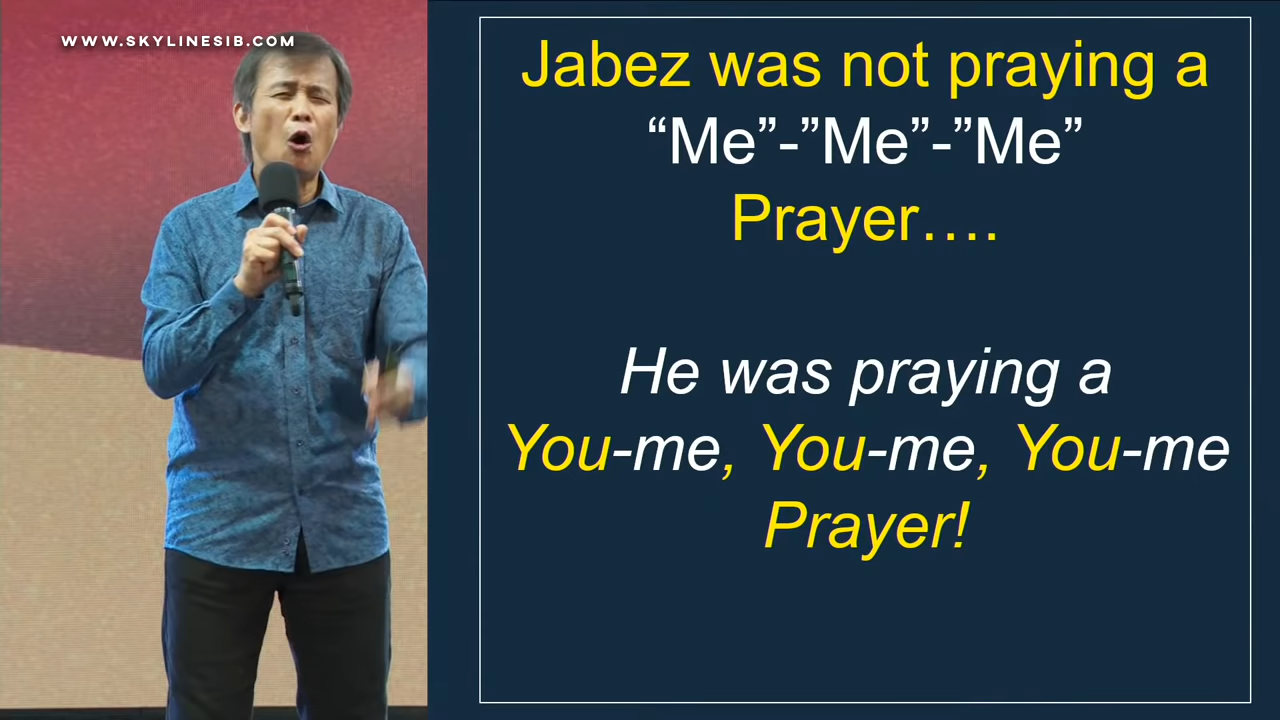 WWW.SKYLINESIB.COM
Jabez was not praying a
“Me”-”Me”-”Me”
Prayer….
He was praying a
You-me, You-me, You-me
Prayer!